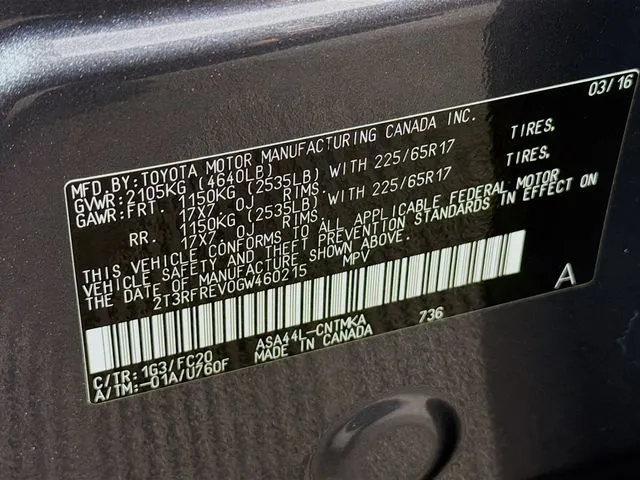 03/16
MFD.BY:TOYOTA MOTOR MANUFACTURING CANADA INC.
GVWR:2105KG (4640LB)
GAWR:FRT. 1150KG (2535LB) WITH 225/65R17 TIRES,
17X7 0J RIMS.
RR. 1150KG (2535LB) WITH 225/65R17 TIRES,
17X7 0J RIMS.
THIS VEHICLE CONFORMS TO ALL APPLICABLE FEDERAL MOTOR
VEHICLE SAFETY AND THEFT PREVENTION STANDARDS IN EFFECT ON
THE DATE OF MANUFACTURE SHOWN ABOVE.
2T3RFREV0GW460215 MPV
A
C/TR:1G3/FC20 ASA44L-CNTMKA 736
A/TM:-01A/U760F MADE IN CANADA